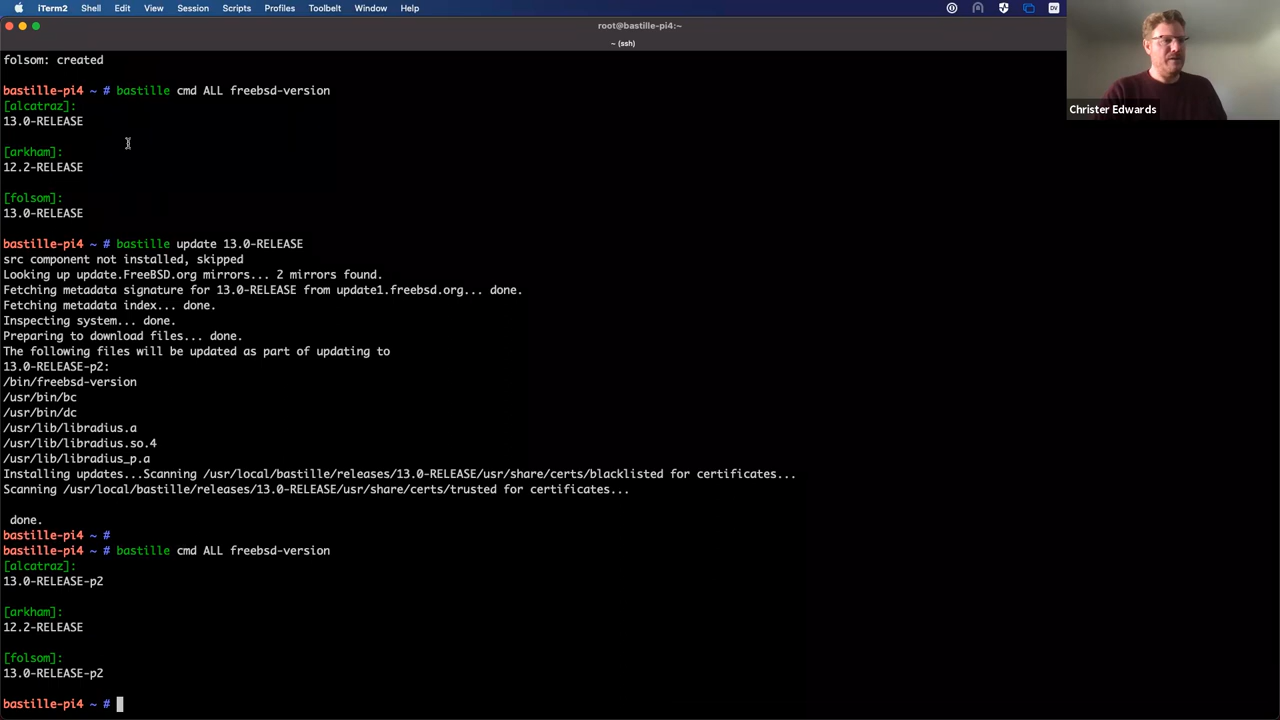 iTerm2 Shell Edit View Session Scripts Profiles Toolbelt Window Help
root@bastille-pi4:~
~ (ssh)
Christer Edwards
folsom: created
bastille-pi4 ~ # bastille cmd ALL freebsd-version
[alcatraz]:
13.0-RELEASE
[arkham]:
12.2-RELEASE
[folsom]:
13.0-RELEASE
bastille-pi4 ~ # bastille update 13.0-RELEASE
src component not installed, skipped
Looking up update.FreeBSD.org mirrors... 2 mirrors found.
Fetching metadata signature for 13.0-RELEASE from update1.freebsd.org... done.
Fetching metadata index... done.
Inspecting system... done.
Preparing to download files... done.
The following files will be updated as part of updating to
13.0-RELEASE-p2:
/bin/freebsd-version
/usr/bin/bc
/usr/bin/dc
/usr/lib/libradius.a
/usr/lib/libradius.so.4
/usr/lib/libradius_p.a
Installing updates...Scanning /usr/local/bastille/releases/13.0-RELEASE/usr/share/certs/blacklisted for certificates...
Scanning /usr/local/bastille/releases/13.0-RELEASE/usr/share/certs/trusted for certificates...
done.
bastille-pi4 ~ #
bastille-pi4 ~ # bastille cmd ALL freebsd-version
[alcatraz]:
13.0-RELEASE-p2
[arkham]:
12.2-RELEASE
[folsom]:
13.0-RELEASE-p2
bastille-pi4 ~ #